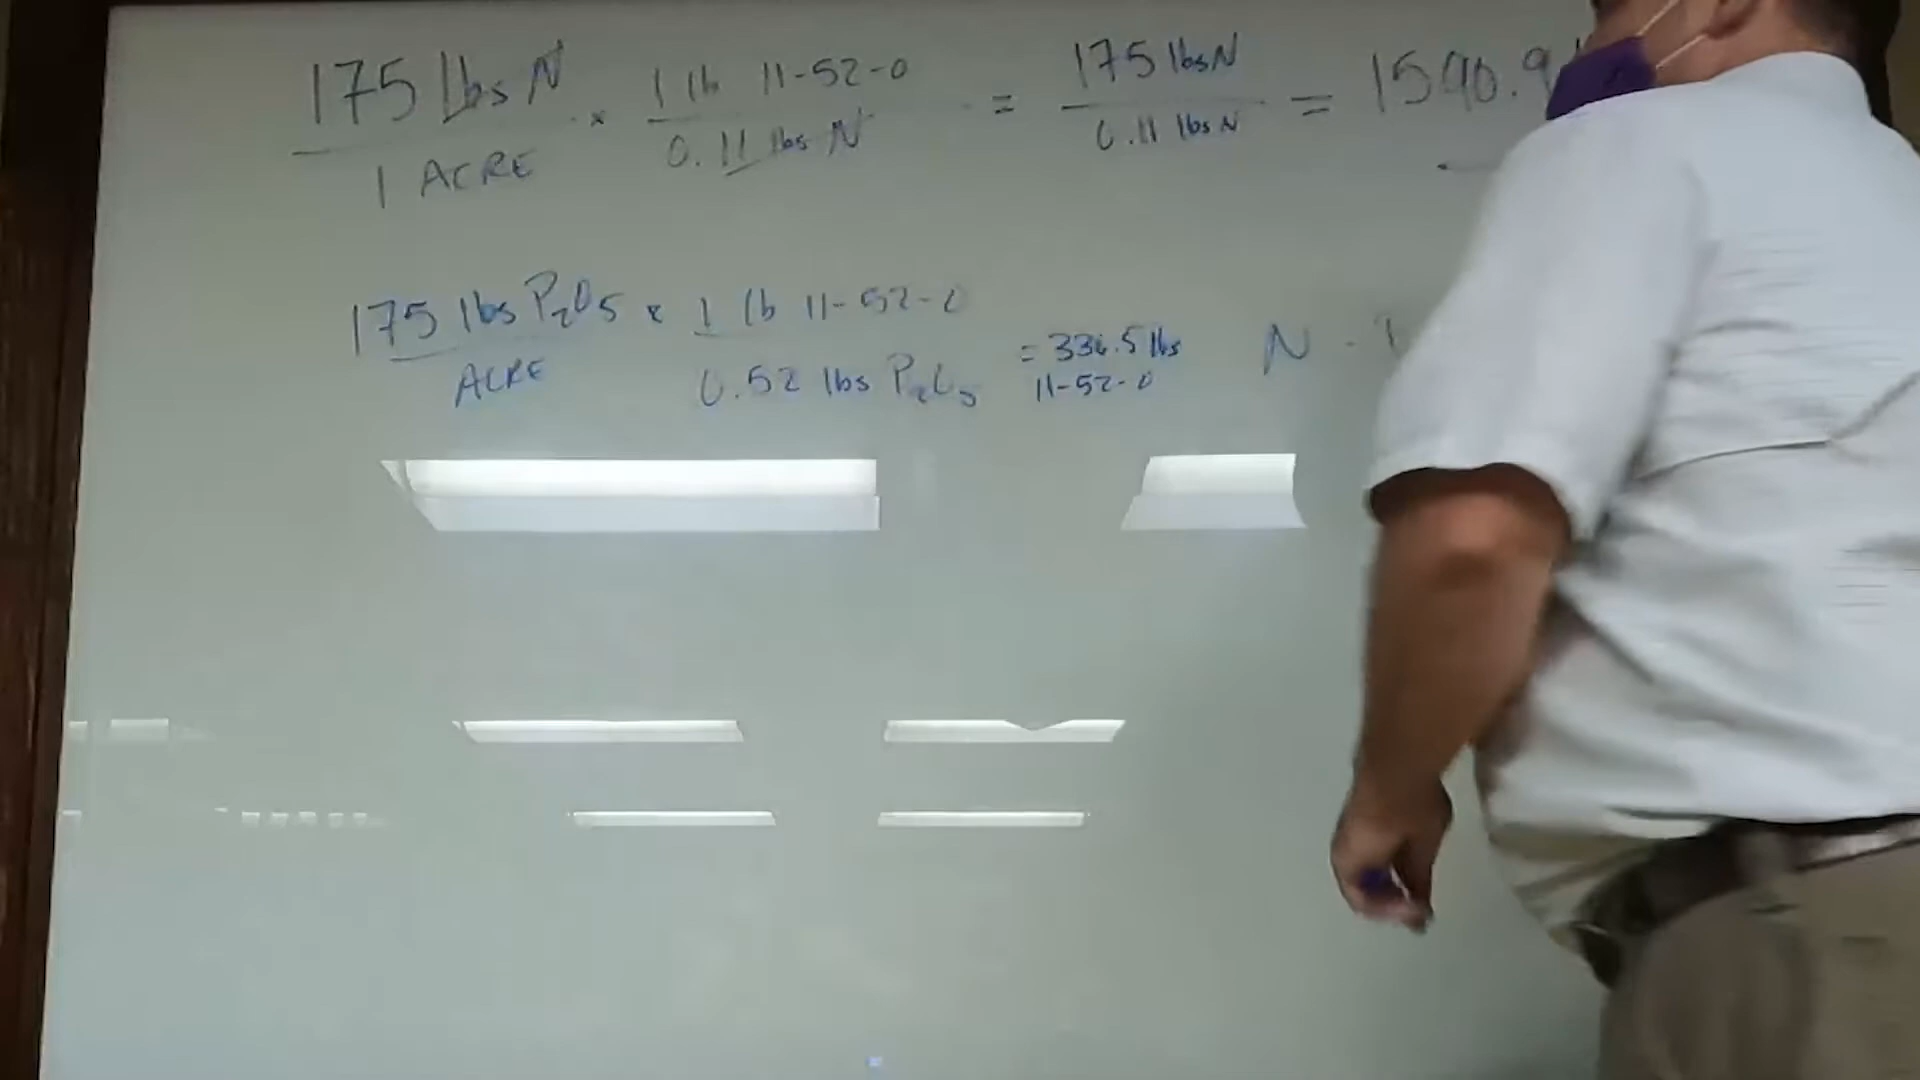 175 lbs N × 1 lb 11-52-0 = 175 lbs N = 1590.9
1 ACRE 0.11 lbs N 0.11 lbs N
175 lbs P₂O₅ × 1 lb 11-52-0
ACRE 0.52 lbs P₂O₅ = 336.5 lbs
11-52-0
N -